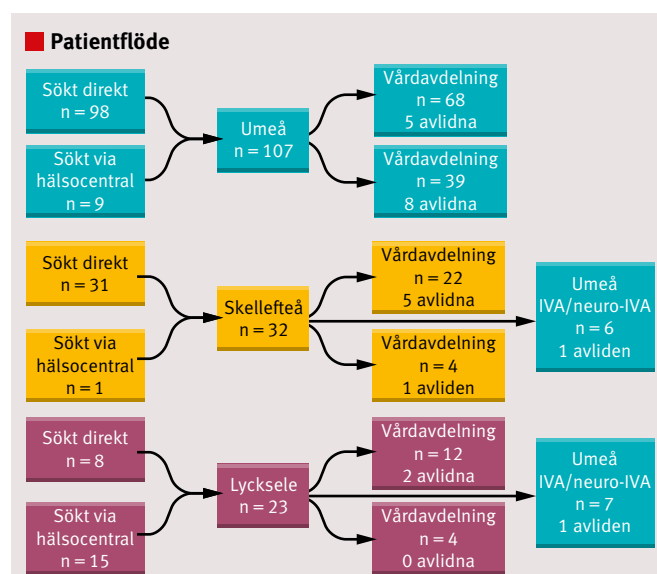 Patientflöde
Sökt direkt
n = 98
Sökt via
hälsocentral
n = 9
Umeå
n = 107
Vårdavdelning
n = 68
5 avlidna
Vårdavdelning
n = 39
8 avlidna
Sökt direkt
n = 31
Sökt via
hälsocentral
n = 1
Skellefteå
n = 32
Vårdavdelning
n = 22
5 avlidna
Vårdavdelning
n = 4
1 avliden
Umeå
IVA/neuro-IVA
n = 6
1 avliden
Sökt direkt
n = 8
Sökt via
hälsocentral
n = 15
Lycksele
n = 23
Vårdavdelning
n = 12
2 avlidna
Vårdavdelning
n = 4
0 avlidna
Umeå
IVA/neuro-IVA
n = 7
1 avliden